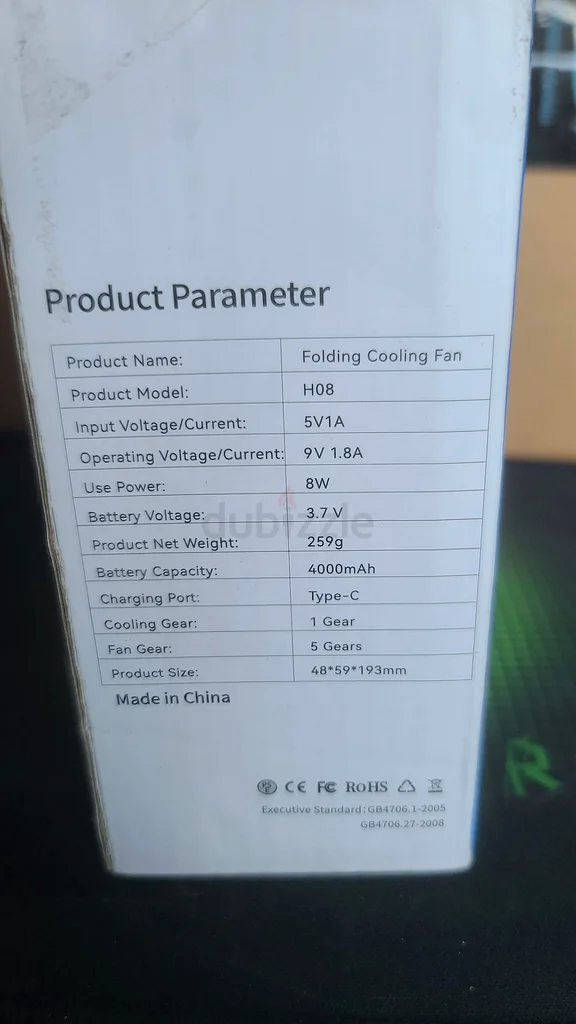 Product Parameter
Product Name: Folding Cooling Fan
Product Model: H08
Input Voltage/Current: 5V1A
Operating Voltage/Current: 9V 1.8A
Use Power: 8W
Battery Voltage: 3.7 V
dubizzle
Product Net Weight: 259g
Battery Capacity: 4000mAh
Charging Port: Type-C
Cooling Gear: 1 Gear
Fan Gear: 5 Gears
Product Size: 48*59*193mm
Made in China
CE FC RoHS
Executive Standard:GB4706.1-2005
GB4706.27-2008
R